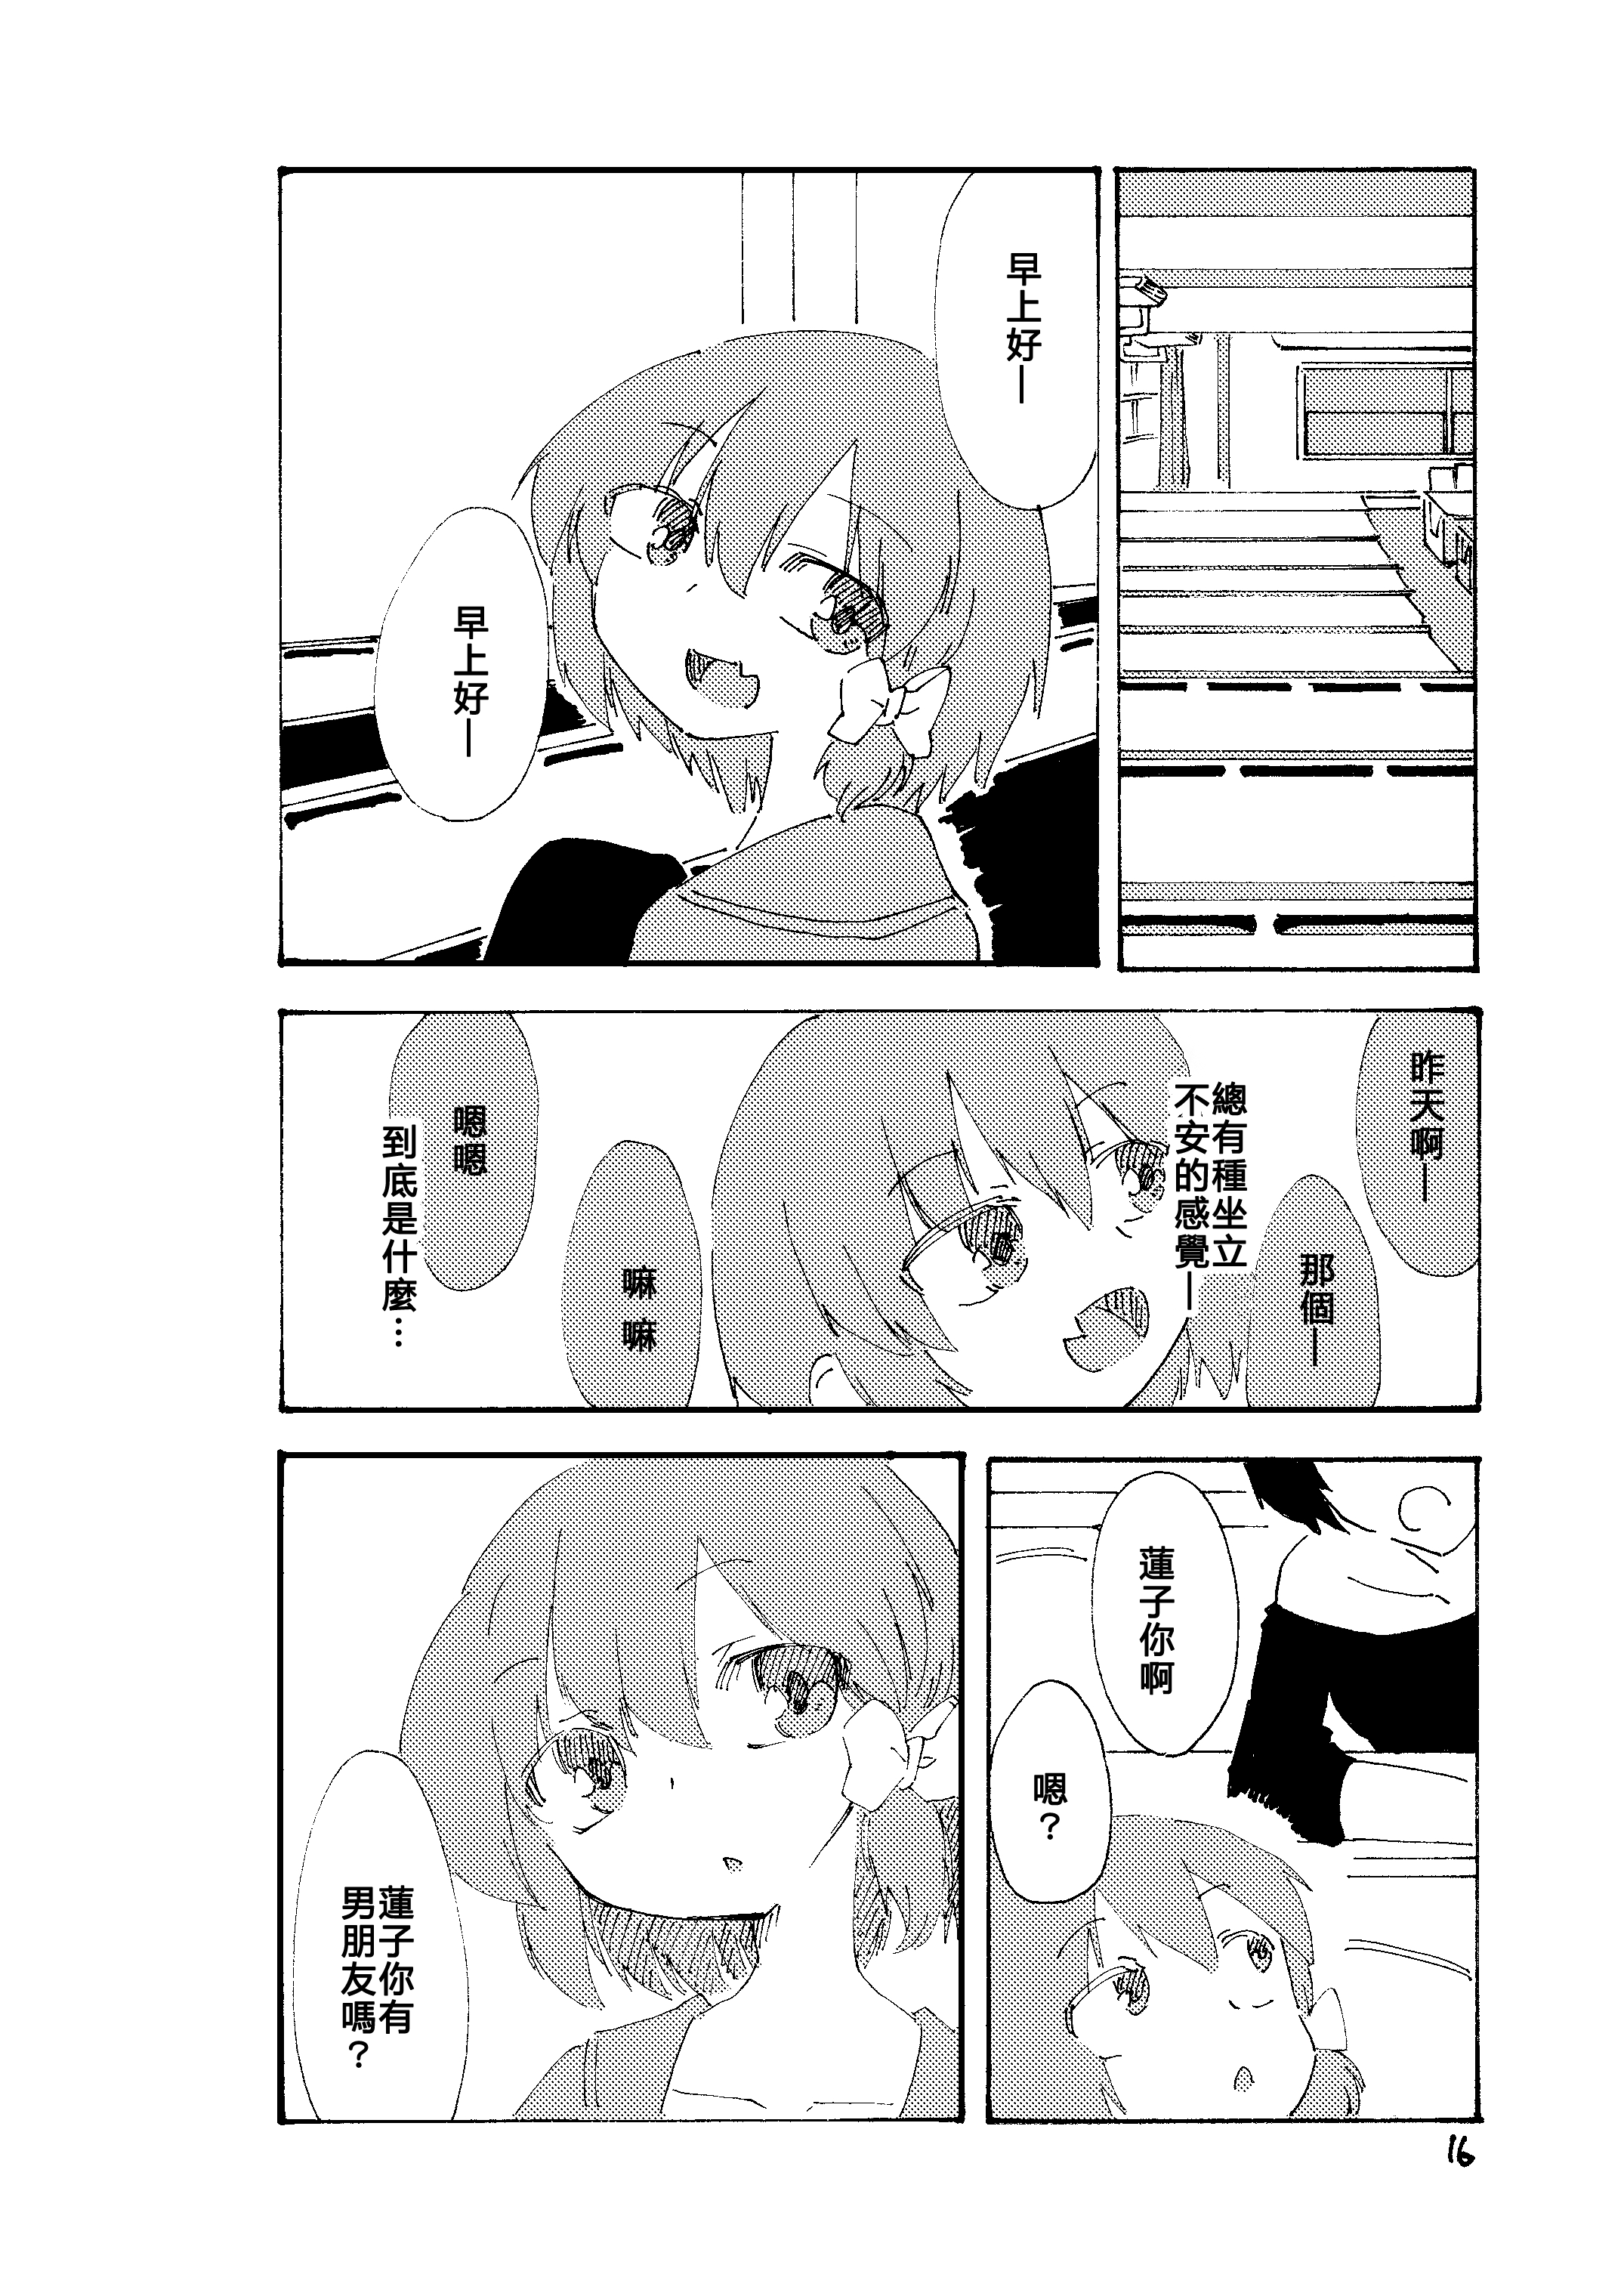 早上好ー
早上好ー
昨天啊ー
那個ー
總有種坐立
不安的感覺ー
嘛嘛
嗯嗯
到底是什麼…
蓮子你啊
嗯？
蓮子你有
男朋友嗎？
16